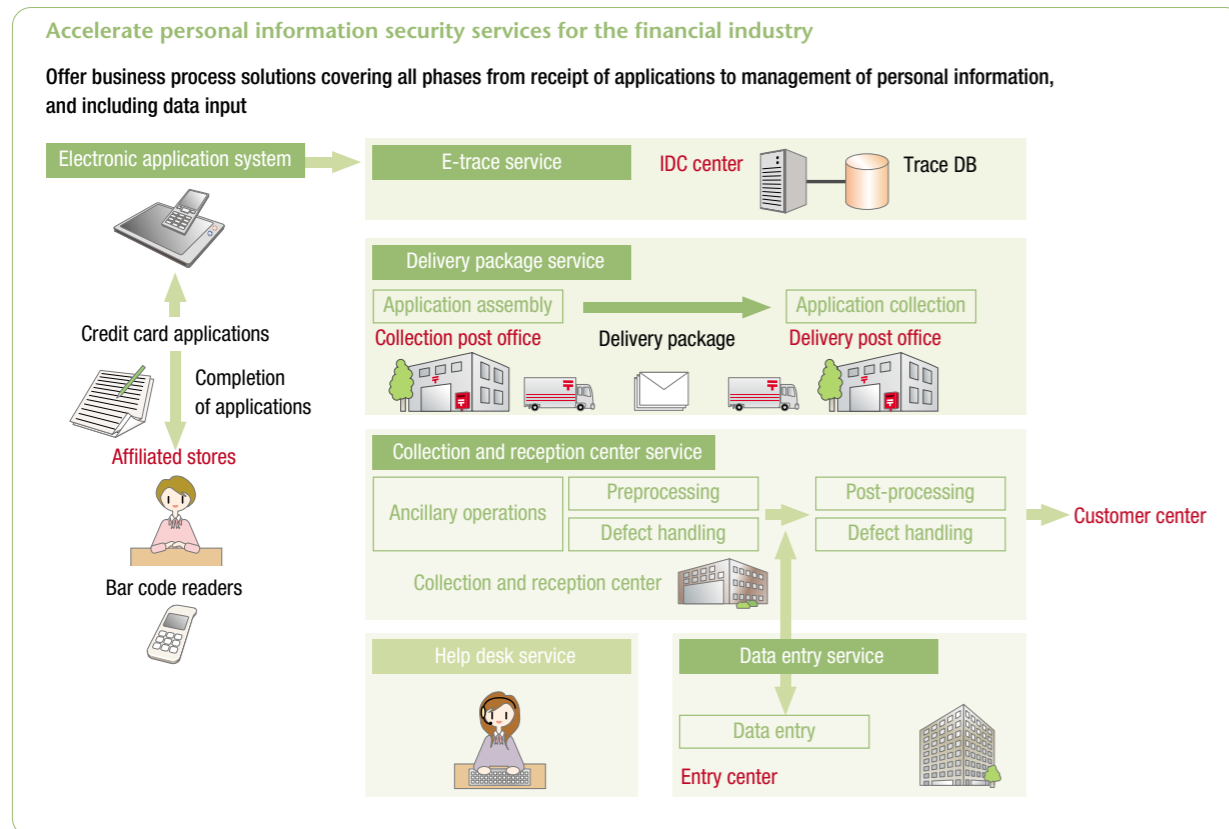 Accelerate personal information security services for the financial industry
Offer business process solutions covering all phases from receipt of applications to management of personal information,
and including data input
Electronic application system
E-trace service
IDC center
Trace DB
Delivery package service
Application assembly
Application collection
Collection post office
Delivery package
Delivery post office
Credit card applications
Completion
of applications
Affiliated stores
Bar code readers
Collection and reception center service
Ancillary operations
Preprocessing
Defect handling
Post-processing
Defect handling
Customer center
Collection and reception center
Help desk service
Data entry service
Data entry
Entry center